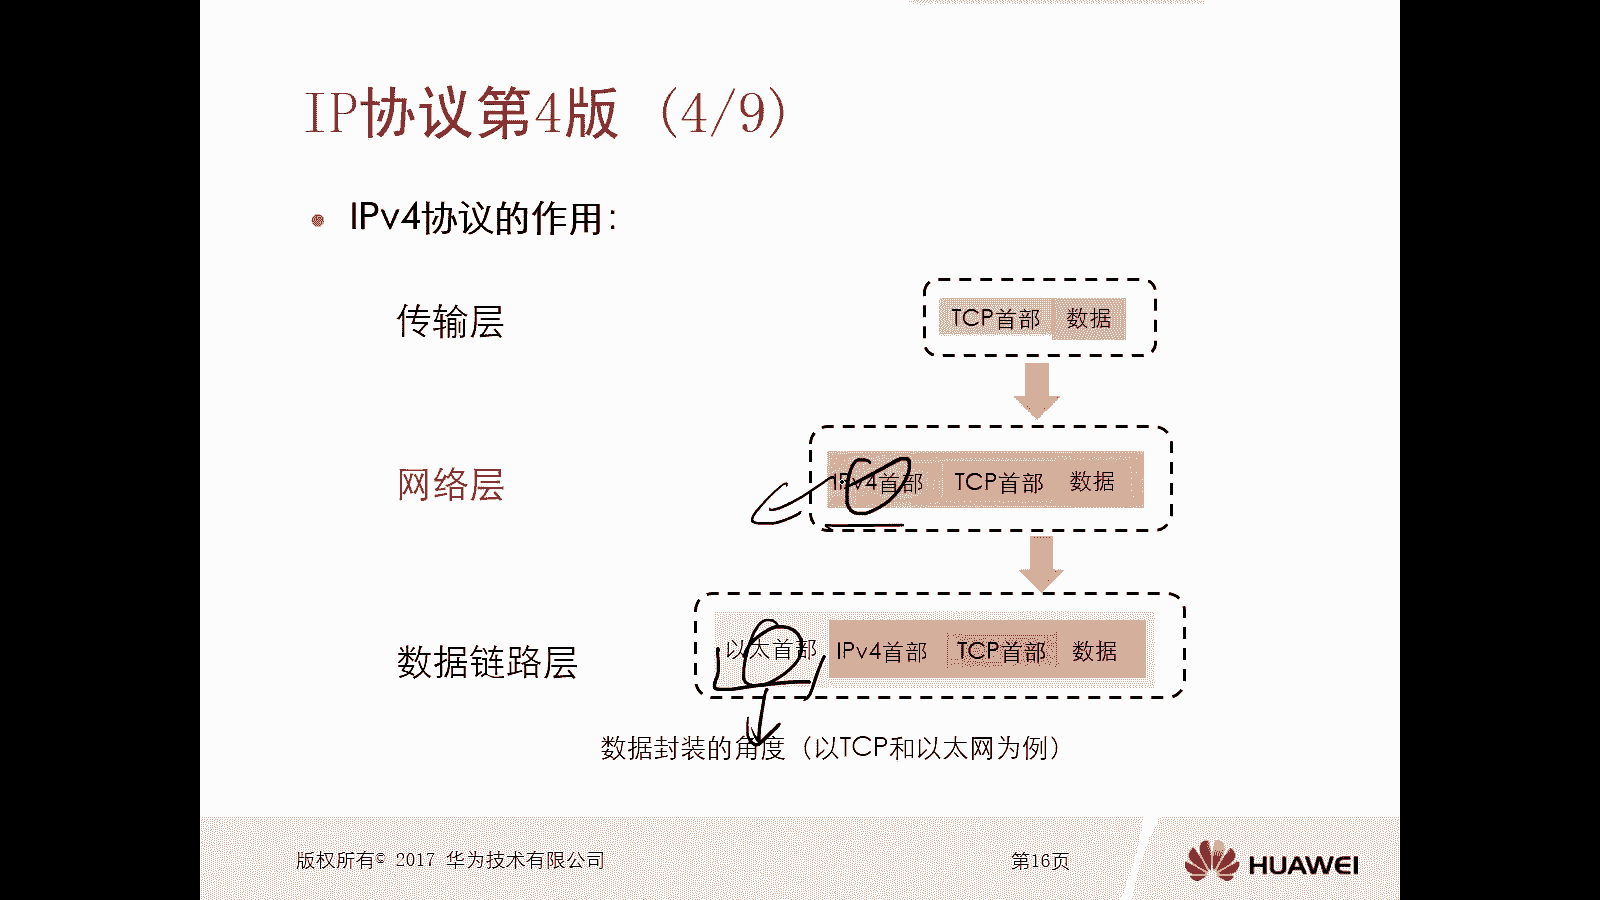 IP协议第4版 (4/9)
IPv4协议的作用:
传输层
TCP首部 数据
网络层
IPv4首部 TCP首部 数据
数据链路层
以太首部 IPv4首部 TCP首部 数据
数据封装的角度（以TCP和以太网为例）
版权所有© 2017 华为技术有限公司
第16页
HUAWEI